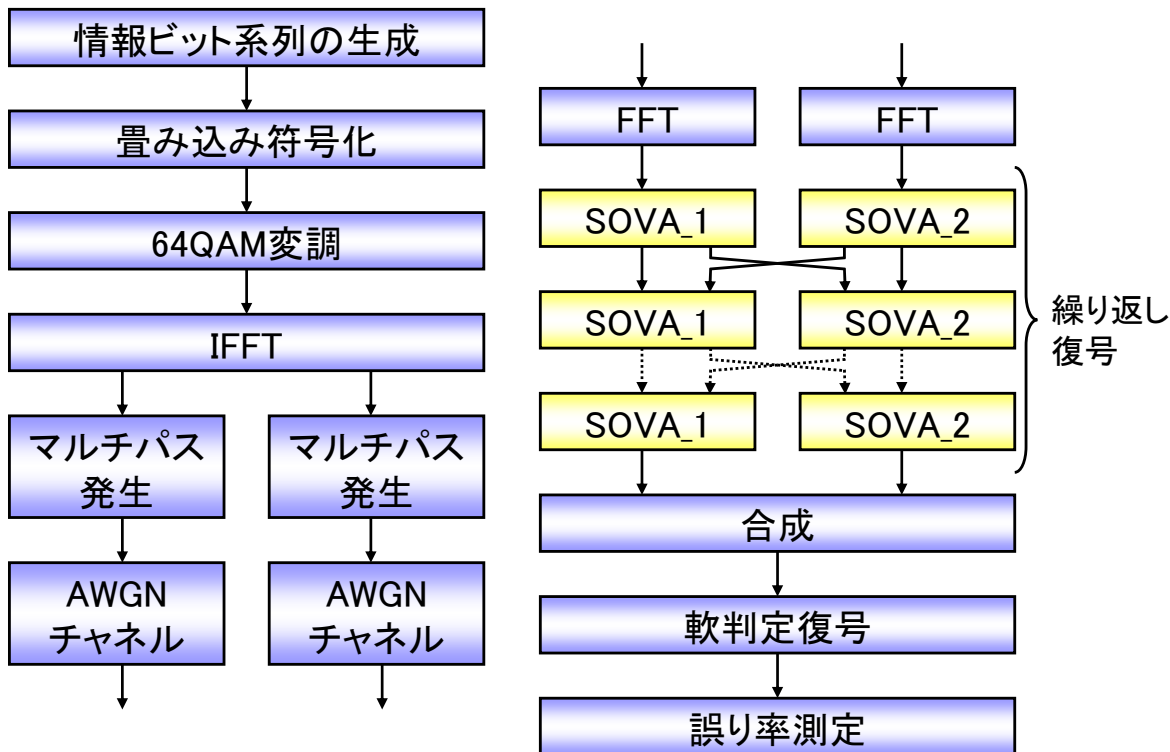 情報ビット系列の生成
畳み込み符号化
64QAM変調
IFFT
マルチパス
発生
マルチパス
発生
AWGN
チャネル
AWGN
チャネル
FFT
FFT
SOVA_1
SOVA_2
SOVA_1
SOVA_2
SOVA_1
SOVA_2
繰り返し
復号
合成
軟判定復号
誤り率測定